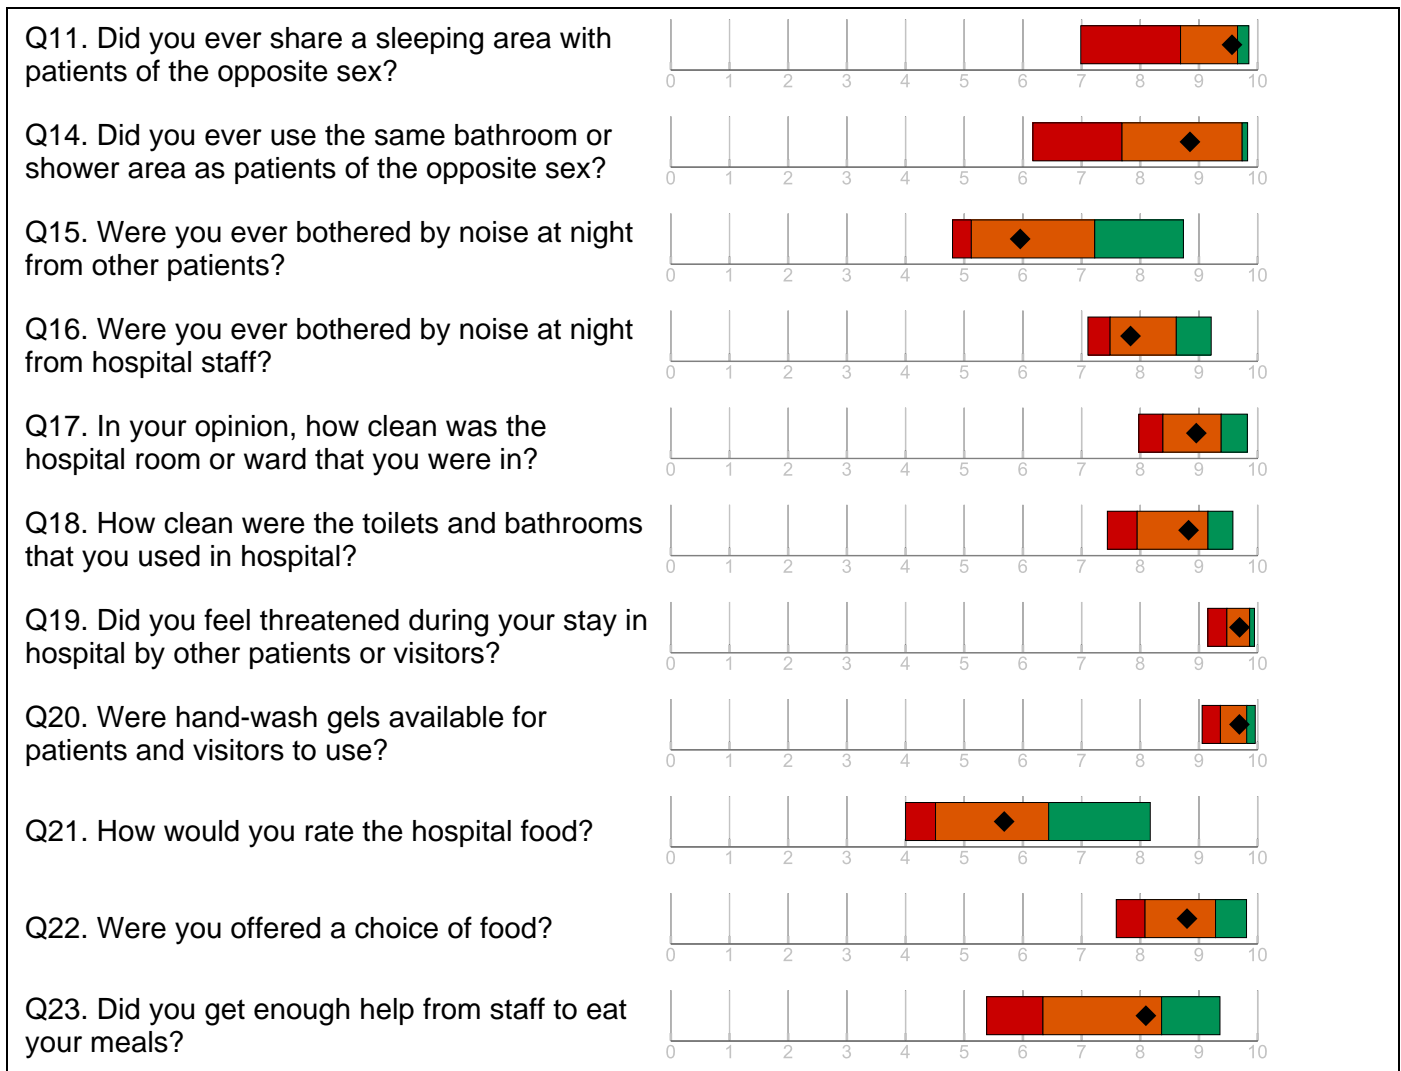 Q11. Did you ever share a sleeping area with
patients of the opposite sex?
0 1 2 3 4 5 6 7 8 9 10
Q14. Did you ever use the same bathroom or
shower area as patients of the opposite sex?
0 1 2 3 4 5 6 7 8 9 10
Q15. Were you ever bothered by noise at night
from other patients?
0 1 2 3 4 5 6 7 8 9 10
Q16. Were you ever bothered by noise at night
from hospital staff?
0 1 2 3 4 5 6 7 8 9 10
Q17. In your opinion, how clean was the
hospital room or ward that you were in?
0 1 2 3 4 5 6 7 8 9 10
Q18. How clean were the toilets and bathrooms
that you used in hospital?
0 1 2 3 4 5 6 7 8 9 10
Q19. Did you feel threatened during your stay in
hospital by other patients or visitors?
0 1 2 3 4 5 6 7 8 9 10
Q20. Were hand-wash gels available for
patients and visitors to use?
0 1 2 3 4 5 6 7 8 9 10
Q21. How would you rate the hospital food?
0 1 2 3 4 5 6 7 8 9 10
Q22. Were you offered a choice of food?
0 1 2 3 4 5 6 7 8 9 10
Q23. Did you get enough help from staff to eat
your meals?
0 1 2 3 4 5 6 7 8 9 10